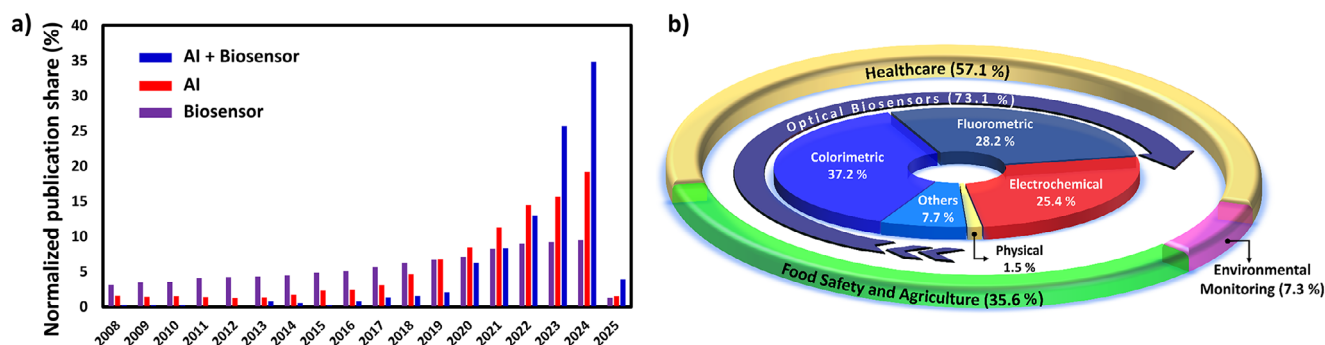 a)
Normalized publication share (%)
40
35
30
25
20
15
10
5
0
AI + Biosensor
AI
Biosensor
2008
2009
2010
2011
2012
2013
2014
2015
2016
2017
2018
2019
2020
2021
2022
2023
2024
2025
b)
Healthcare (57.1 %)
Optical Biosensors (73.1 %)
Fluorometric
28.2 %
Colorimetric
37.2 %
Electrochemical
25.4 %
Others
7.7 %
Physical
1.5 %
Food Safety and Agriculture (35.6 %)
Environmental
Monitoring (7.3 %)